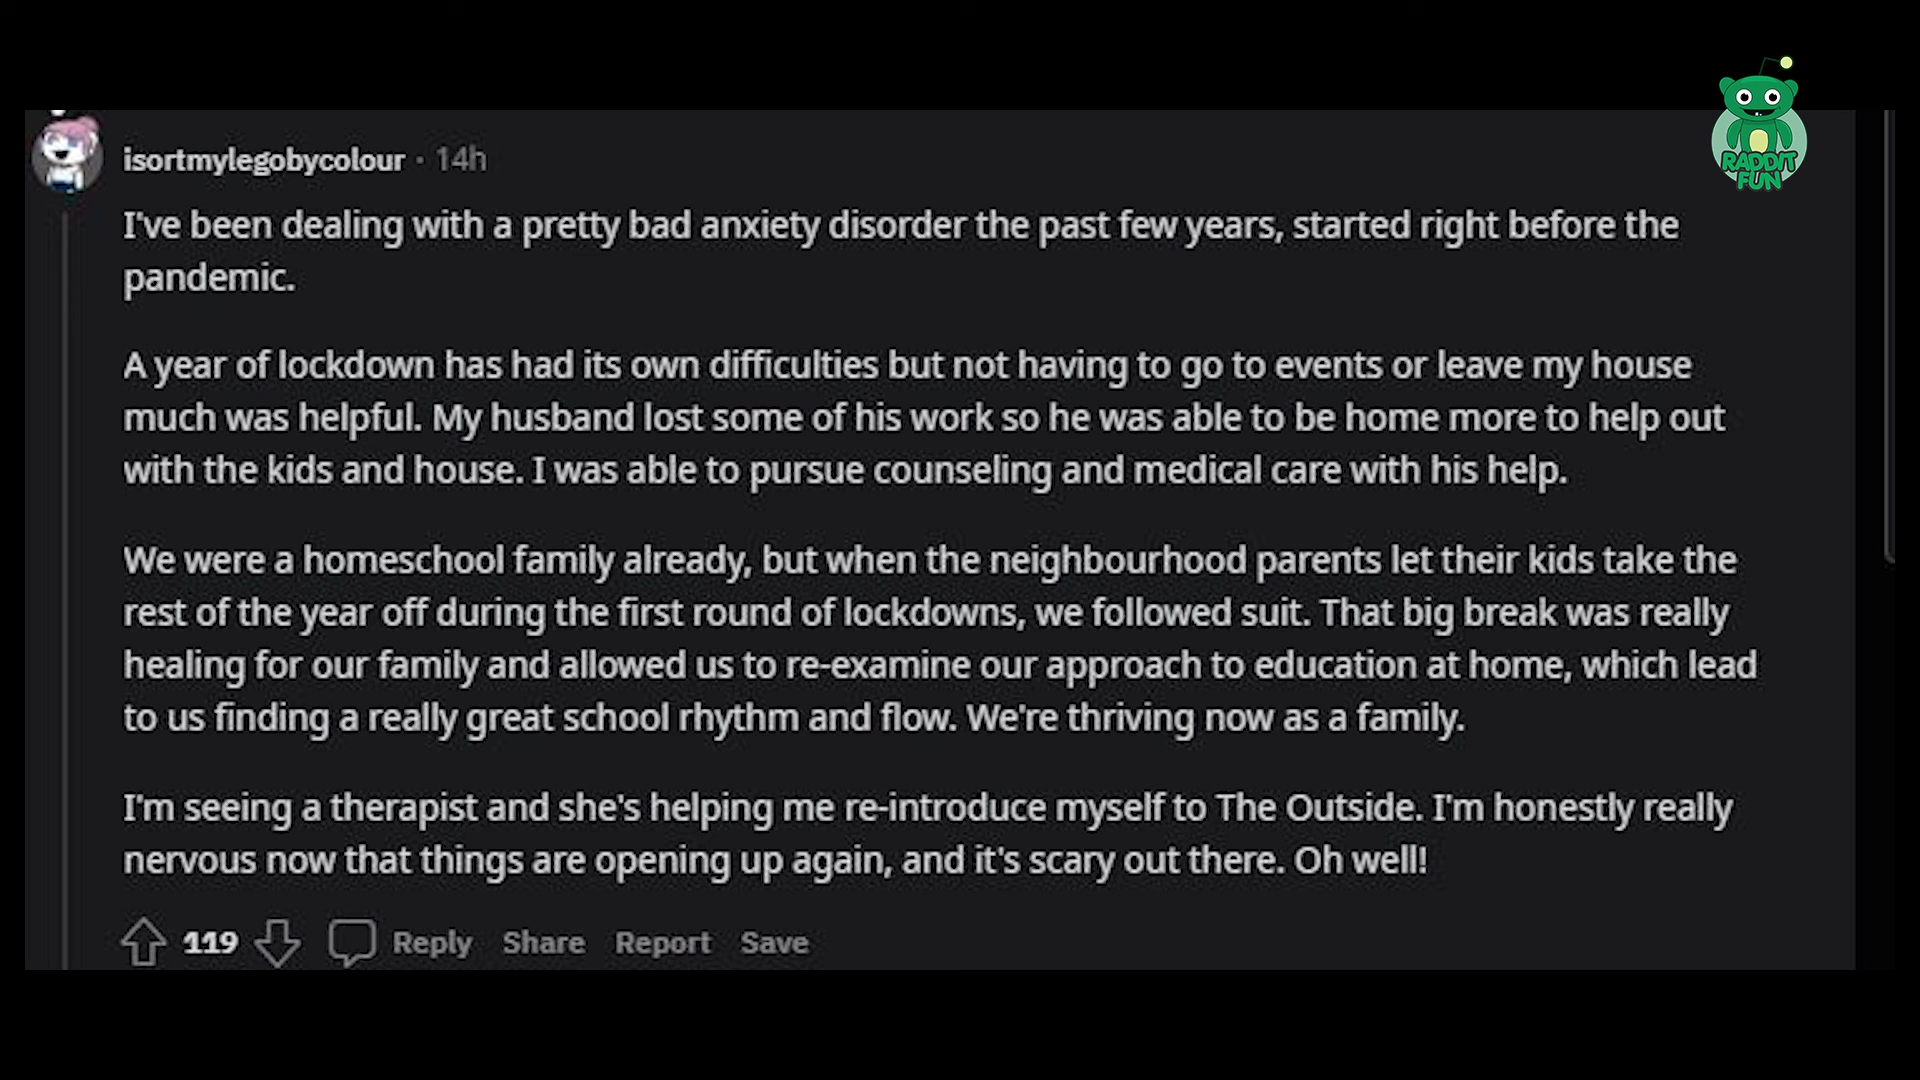 isortmylegobycolour · 14h
RADDIT
FUN
I've been dealing with a pretty bad anxiety disorder the past few years, started right before the
pandemic.
A year of lockdown has had its own difficulties but not having to go to events or leave my house
much was helpful. My husband lost some of his work so he was able to be home more to help out
with the kids and house. I was able to pursue counseling and medical care with his help.
We were a homeschool family already, but when the neighbourhood parents let their kids take the
rest of the year off during the first round of lockdowns, we followed suit. That big break was really
healing for our family and allowed us to re-examine our approach to education at home, which lead
to us finding a really great school rhythm and flow. We're thriving now as a family.
I'm seeing a therapist and she's helping me re-introduce myself to The Outside. I'm honestly really
nervous now that things are opening up again, and it's scary out there. Oh well!
119 Reply Share Report Save